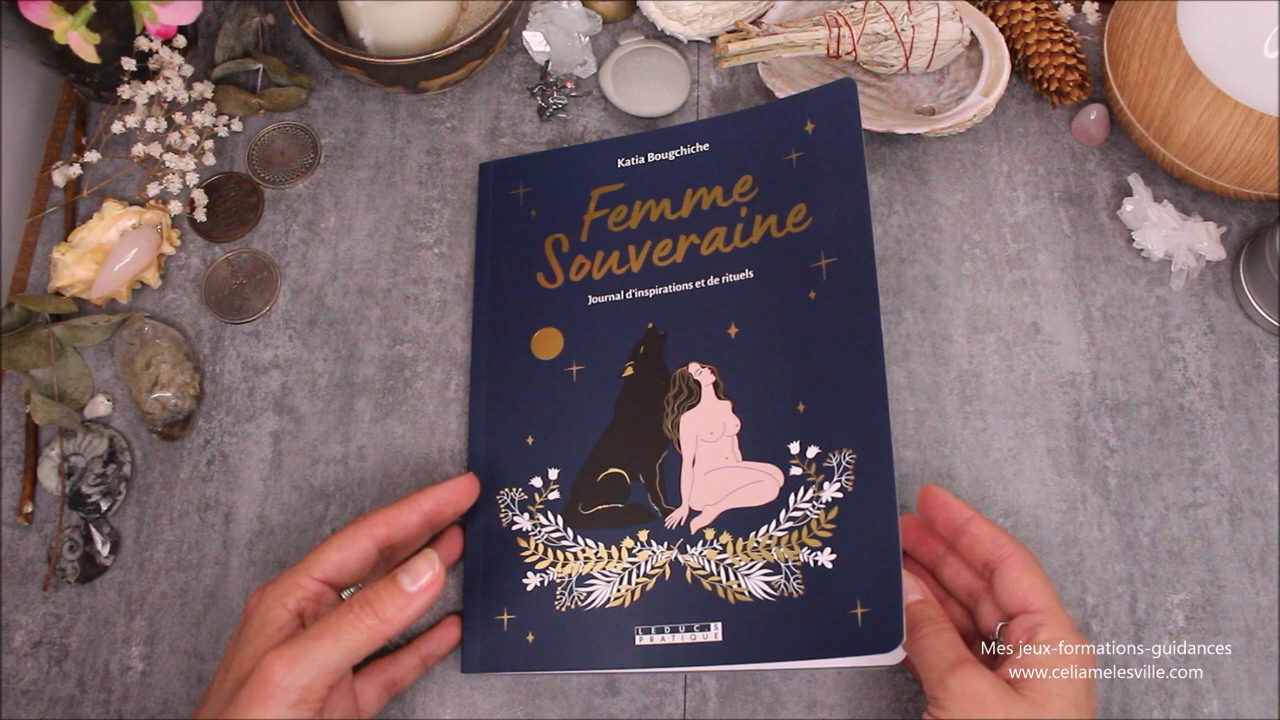 Katia Bougchiche
Femme
Souveraine
Journal d'inspirations et de rituels
LEDUC.S
PRATIQUE
Mes jeux-formations-guidances
www.celiamelesville.com